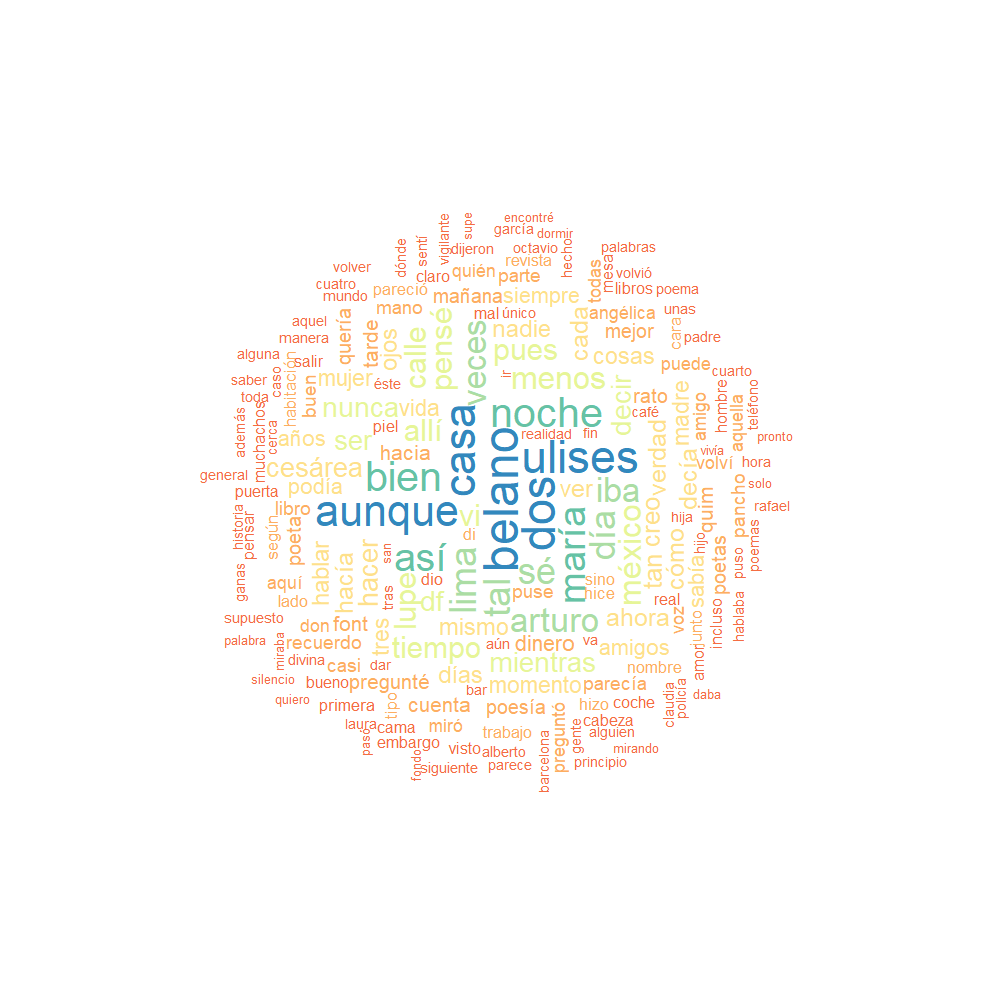 encontré
supe
garcía
dormir
vigilante
sentí
dijeron
octavio
hechor
palabras
dónde
volver
claro
quién
revista
parte
mesa
volvió
todas
cuatro
pareció
mañana
siempre
libros
poema
mundo
mano
mal
único
angélica
unas
aquel
manera
quería
tarde
ojos
calle
pensé
veces
nadie
pues
cada
mejor
cara
padre
alguna
salir
cosas
puede
cuarto
saber
caso
habitación
buen
mujer
éste
ir
menos
decir
rato
madre
hombre
toda
nunca
vida
noche
café
amigo
teléfono
además
muchachos
cerca
años
ser
piel
allí
casa
belano
realidad
fin
verdad
decía
aquella
pronto
general
cesárea
hacia
bien
ulises
vivía
volví
hora
puerta
podía
ver
iba
dos
hija
quim
pancho
solo
historia
pensar
libro
aunque
vi
maría
día
méxico
creo
rafael
según
poeta
hablar
así
di
tan
cómo
hijo
poetas
poemas
ganas
aquí
hacía
hacer
san
dio
lima
tal
sé
sino
sabía
puso
lado
tras
lupe
df
puse
nice
real
voz
junto
incluso
hablaba
supuesto
don
font
tres
mismo
arturo
ahora
palabra
miraba
recuerdo
tiempo
aún
dinero
va
amigos
amor
divina
casi
dar
mientras
nombre
silencio
bueno
pregunté
días
bar
momento
parecía
claudia
policía
daba
quiero
primera
tipo
cuenta
poesía
hizo
coche
laura
cama
miró
trabajo
preguntó
cabeza
paso
embargo
visto
alberto
gente
alguien
mirando
fondo
siguiente
parece
barcelona
principio